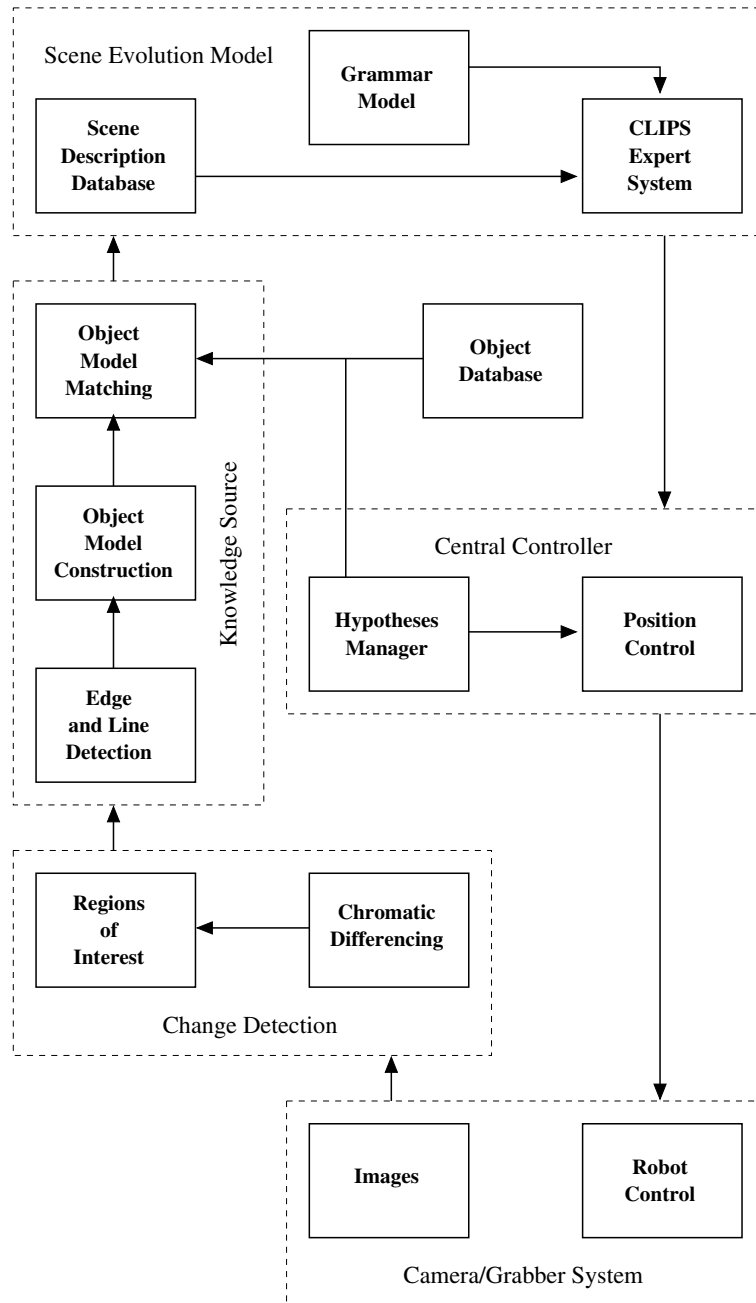 Scene Evolution Model
Grammar
Model
Scene
Description
Database
CLIPS
Expert
System
Object
Model
Matching
Object
Database
Object
Model
Construction
Knowledge Source
Central Controller
Hypotheses
Manager
Position
Control
Edge
and Line
Detection
Regions
of
Interest
Chromatic
Differencing
Change Detection
Images
Robot
Control
Camera/Grabber System